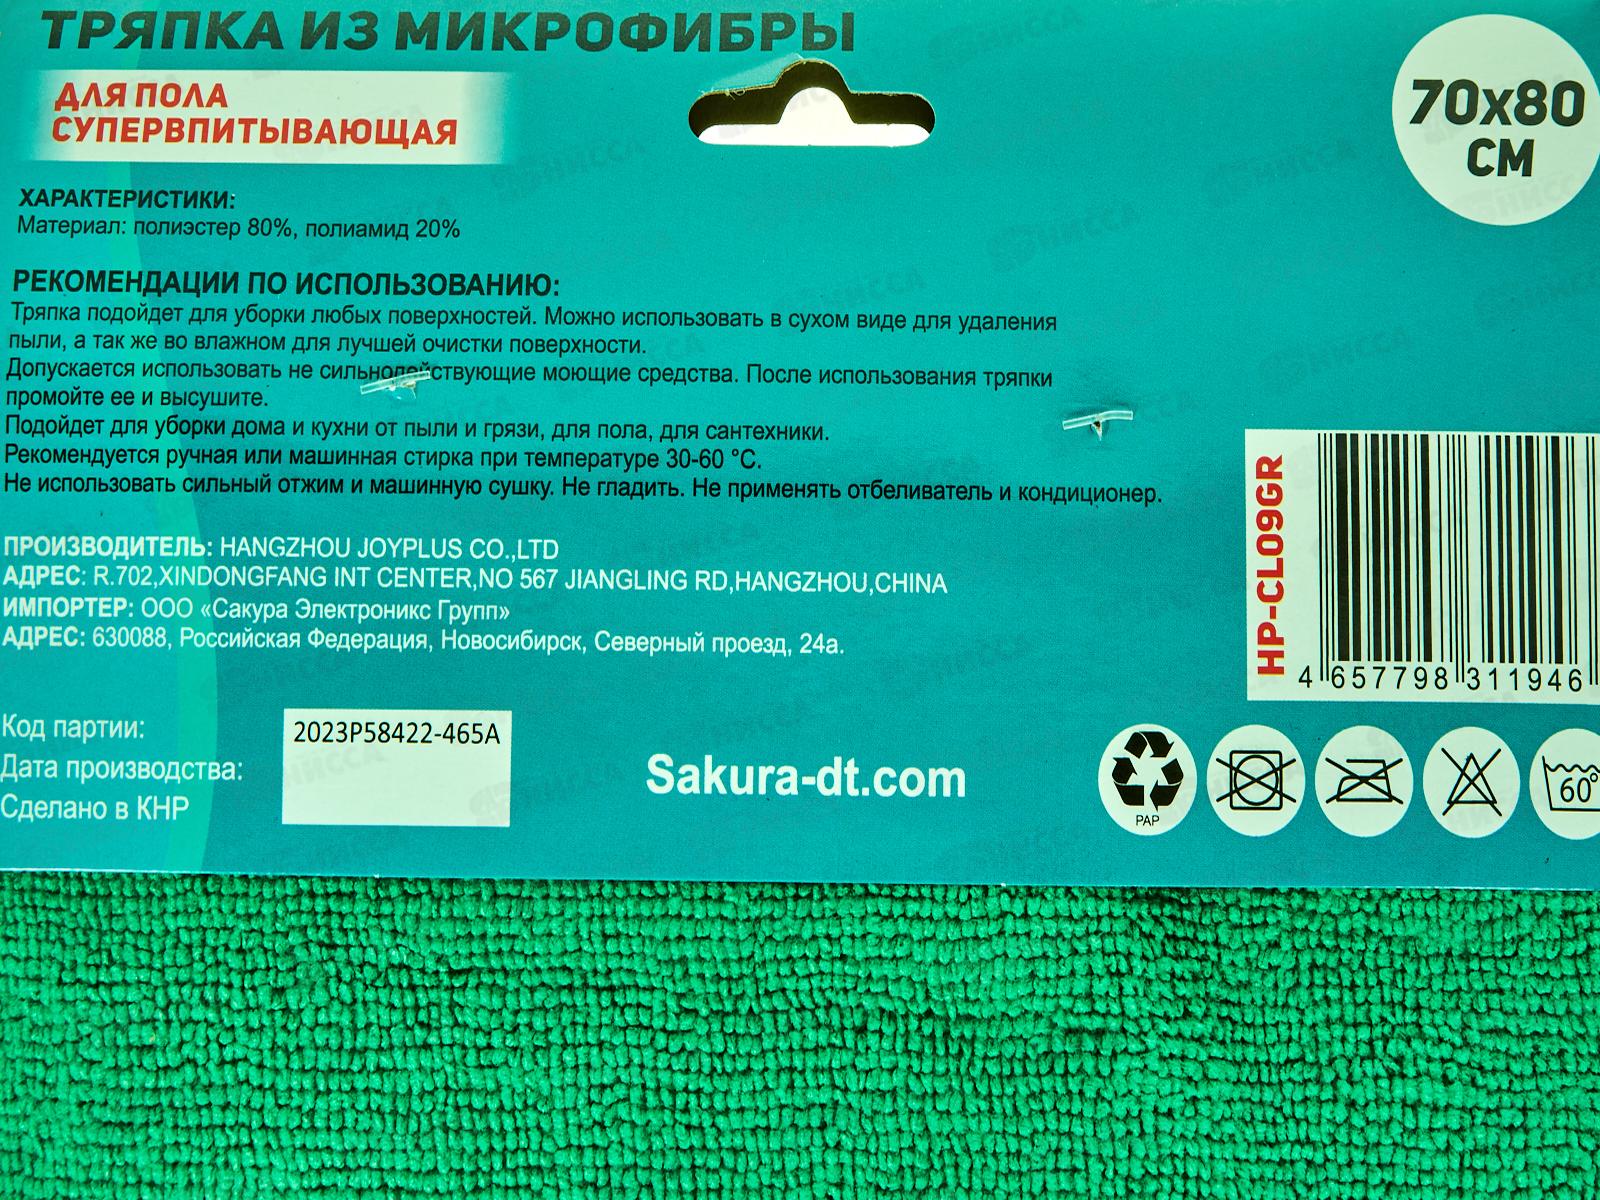 ТРЯПКА ИЗ МИКРОФИБРЫ
ДЛЯ ПОЛА
СУПЕРВПИТЫВАЮЩАЯ
70х80
СМ
ХАРАКТЕРИСТИКИ:
Материал: полиэстер 80%, полиамид 20%
РЕКОМЕНДАЦИИ ПО ИСПОЛЬЗОВАНИЮ:
Тряпка подойдет для уборки любых поверхностей. Можно использовать в сухом виде для удаления
пыли, а так же во влажном для лучшей очистки поверхности.
Допускается использовать не сильнодействующие моющие средства. После использования тряпки
промойте ее и высушите.
Подойдет для уборки дома и кухни от пыли и грязи, для пола, для сантехники.
Рекомендуется ручная или машинная стирка при температуре 30-60 °C.
Не использовать сильный отжим и машинную сушку. Не гладить. Не применять отбеливатель и кондиционер.
ПРОИЗВОДИТЕЛЬ: HANGZHOU JOYPLUS CO.,LTD
АДРЕС: R.702,XINDONGFANG INT CENTER,NO 567 JIANGLING RD,HANGZHOU,CHINA
ИМПОРТЕР: ООО «Сакура Электроникс Групп»
АДРЕС: 630088, Российская Федерация, Новосибирск, Северный проезд, 24а.
HP-CL09GR
4 657798 311946
Код партии:
2023P58422-465A
Дата производства:
Сделано в КНР
Sakura-dt.com
PAP
60°
НИССА